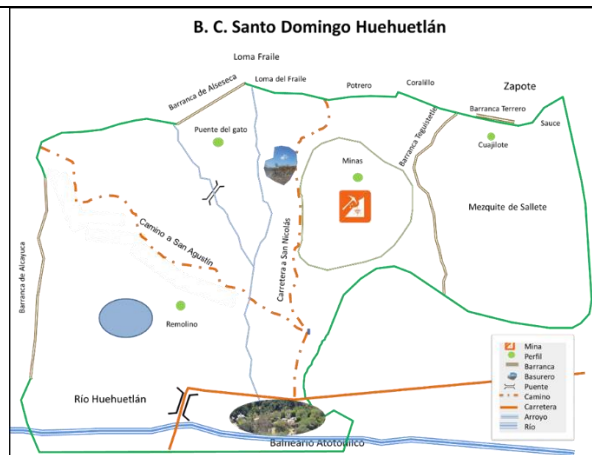 B. C. Santo Domingo Huehuetlán
Loma Fraile
Barranca de Alseseca
Loma del Fraile
Potrero
Coralillo
Zapote
Barranca Terrero
Sauce
Puente del gato
Minas
Barranca Teguistetle
Cuajilote
Mezquite de Sallete
Camino a San Agustín
Carretera a San Nicolás
Barranca de Alcayuca
Remolino
Río Huehuetlán
Balneario Atotonilco
Mina
Perfil
Barranca
Basurero
Puente
Camino
Carretera
Arroyo
Río